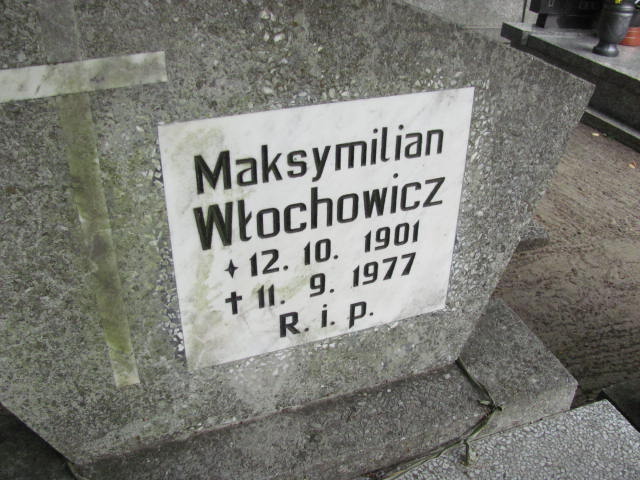 Maksymilian
Włochowicz
✦ 12. 10. 1901
✝ 11. 9. 1977
R. i. p.